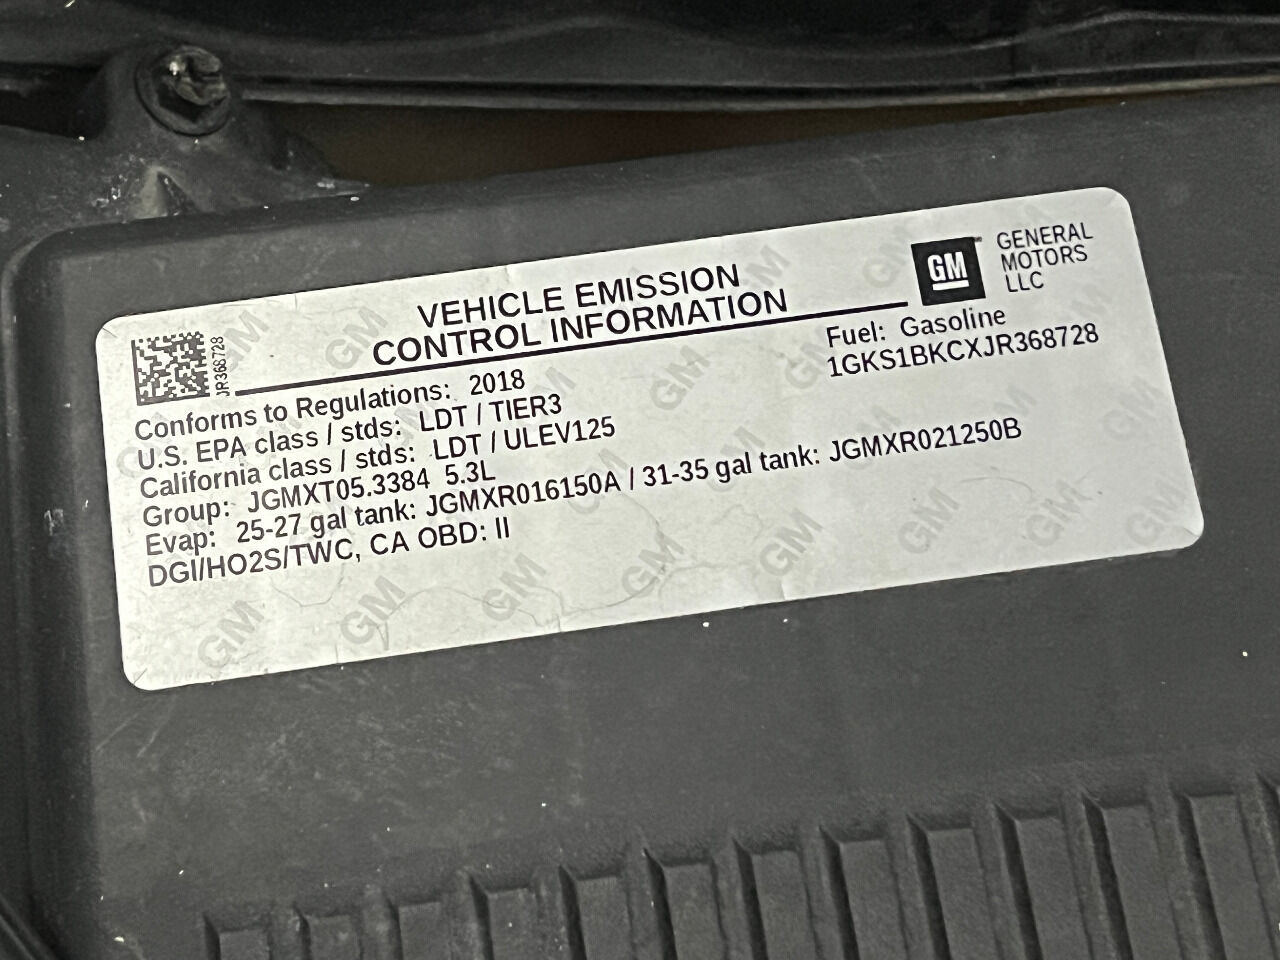 VEHICLE EMISSION
CONTROL INFORMATION
GM
GENERAL
MOTORS
LLC
JR368728
Fuel: Gasoline
1GKS1BKCXJR368728
Conforms to Regulations: 2018
U.S. EPA class / stds: LDT / TIER3
California class / stds: LDT / ULEV125
Group: JGMXT05.3384 5.3L
Evap: 25-27 gal tank: JGMXR016150A / 31-35 gal tank: JGMXR021250B
DGI/HO2S/TWC, CA OBD: II